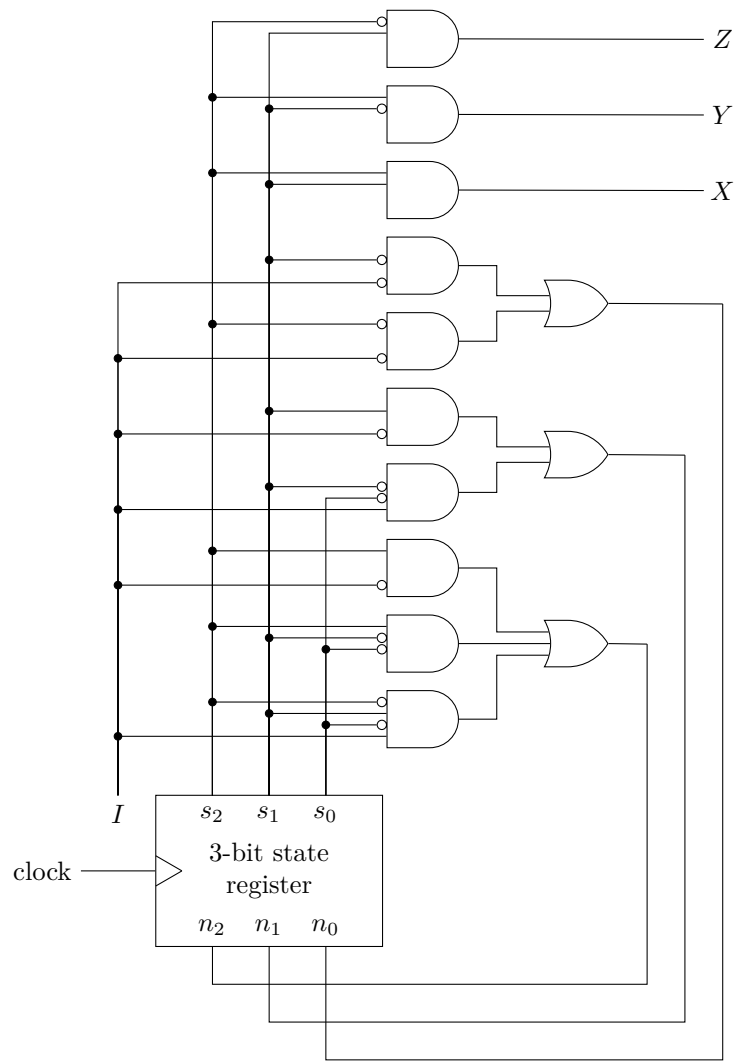 Z
Y
X
I
s₂ s₁ s₀
3-bit state
register
clock
n₂ n₁ n₀